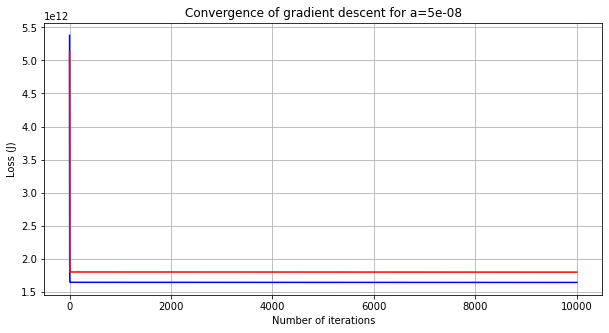 Convergence of gradient descent for a=5e-08
1e12
5.5
5.0
4.5
4.0
3.5
3.0
2.5
2.0
1.5
Loss (J)
0 2000 4000 6000 8000 10000
Number of iterations